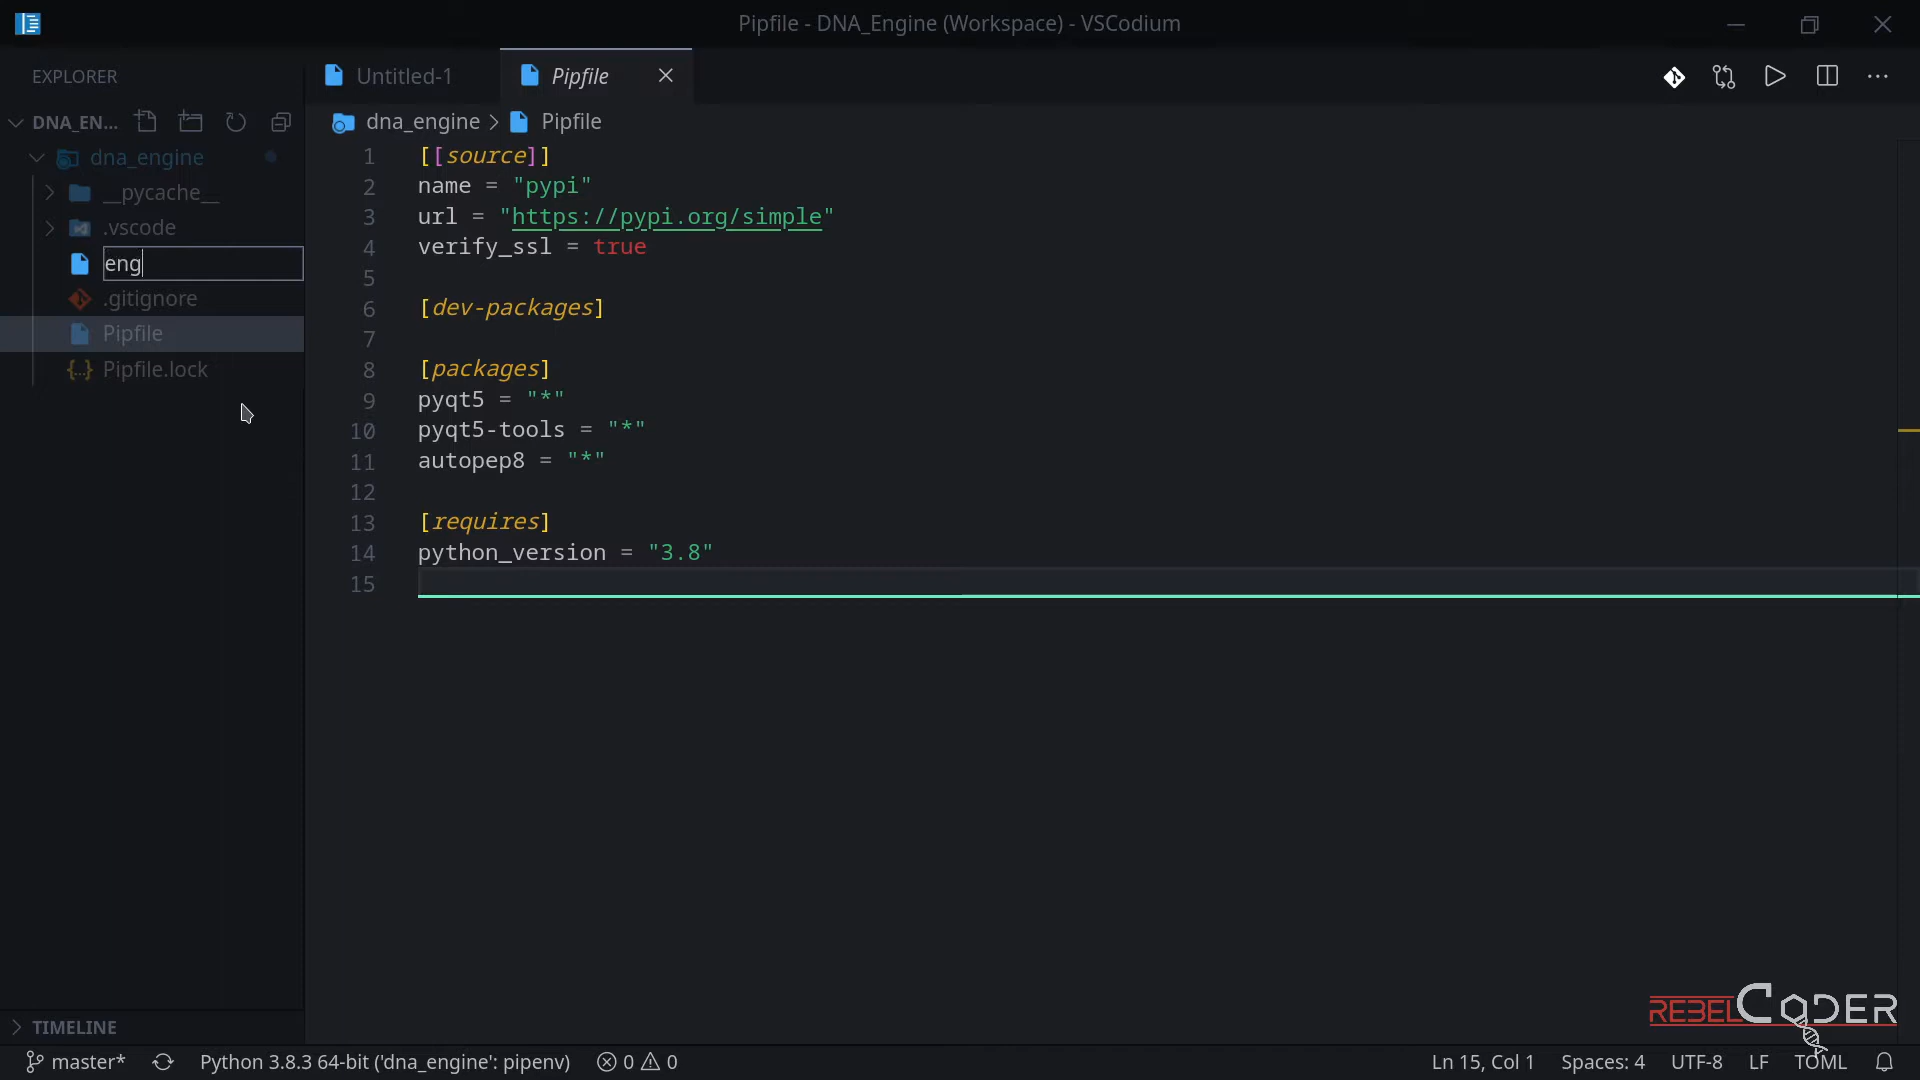 Pipfile - DNA_Engine (Workspace) - VSCodium
EXPLORER
Untitled-1
Pipfile
DNA_EN...
dna_engine > Pipfile
dna_engine
__pycache__
.vscode
eng
.gitignore
Pipfile
Pipfile.lock
1 [[source]]
2 name = "pypi"
3 url = "https://pypi.org/simple"
4 verify_ssl = true
5
6 [dev-packages]
7
8 [packages]
9 pyqt5 = "*"
10 pyqt5-tools = "*"
11 autopep8 = "*"
12
13 [requires]
14 python_version = "3.8"
15
REBELCODER
TIMELINE
master* Python 3.8.3 64-bit ('dna_engine': pipenv) 0 0 Ln 15, Col 1 Spaces: 4 UTF-8 LF TOML